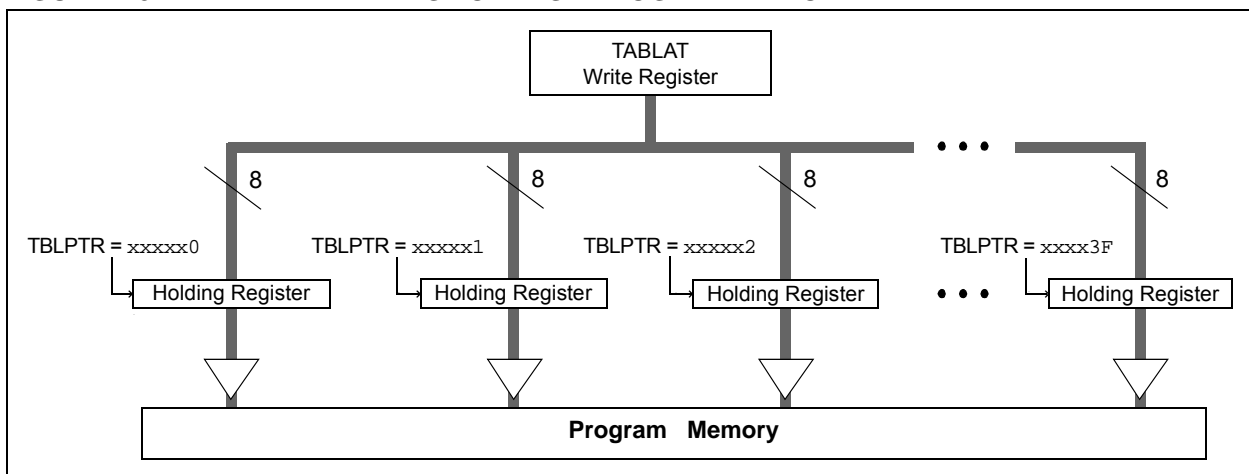 TABLAT
Write Register
8 8 8 8
TBLPTR = xxxxx0 TBLPTR = xxxxx1 TBLPTR = xxxxx2 TBLPTR = xxxx3F
Holding Register Holding Register Holding Register Holding Register
Program Memory